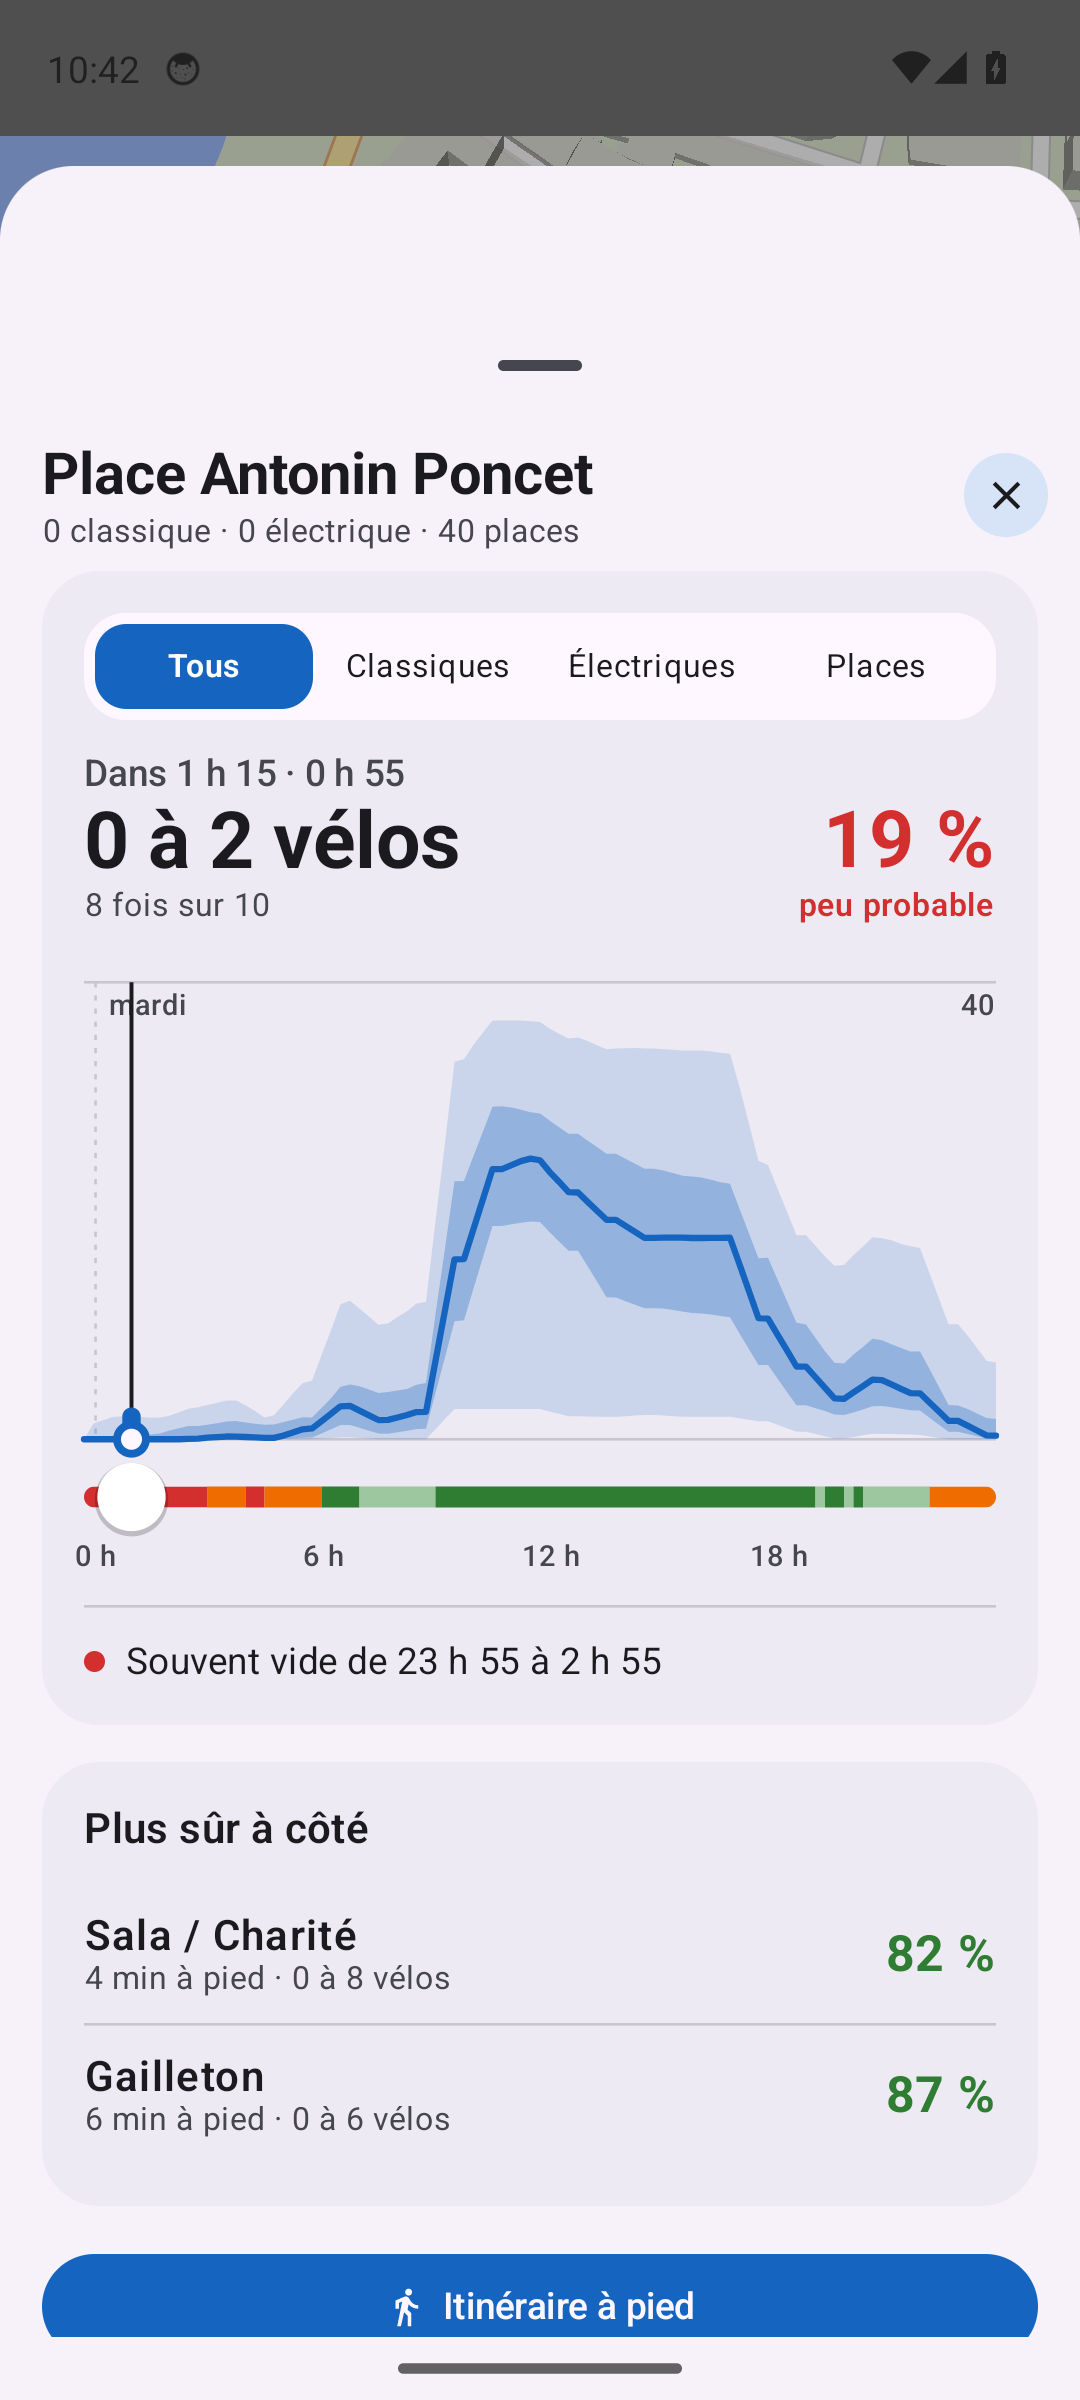 10:42
Place Antonin Poncet
0 classique · 0 électrique · 40 places
Tous Classiques Électriques Places
Dans 1 h 15 · 0 h 55
0 à 2 vélos 19 %
8 fois sur 10 peu probable
mardi 40
0 h 6 h 12 h 18 h
Souvent vide de 23 h 55 à 2 h 55
Plus sûr à côté
Sala / Charité 82 %
4 min à pied · 0 à 8 vélos
Gailleton 87 %
6 min à pied · 0 à 6 vélos
Itinéraire à pied